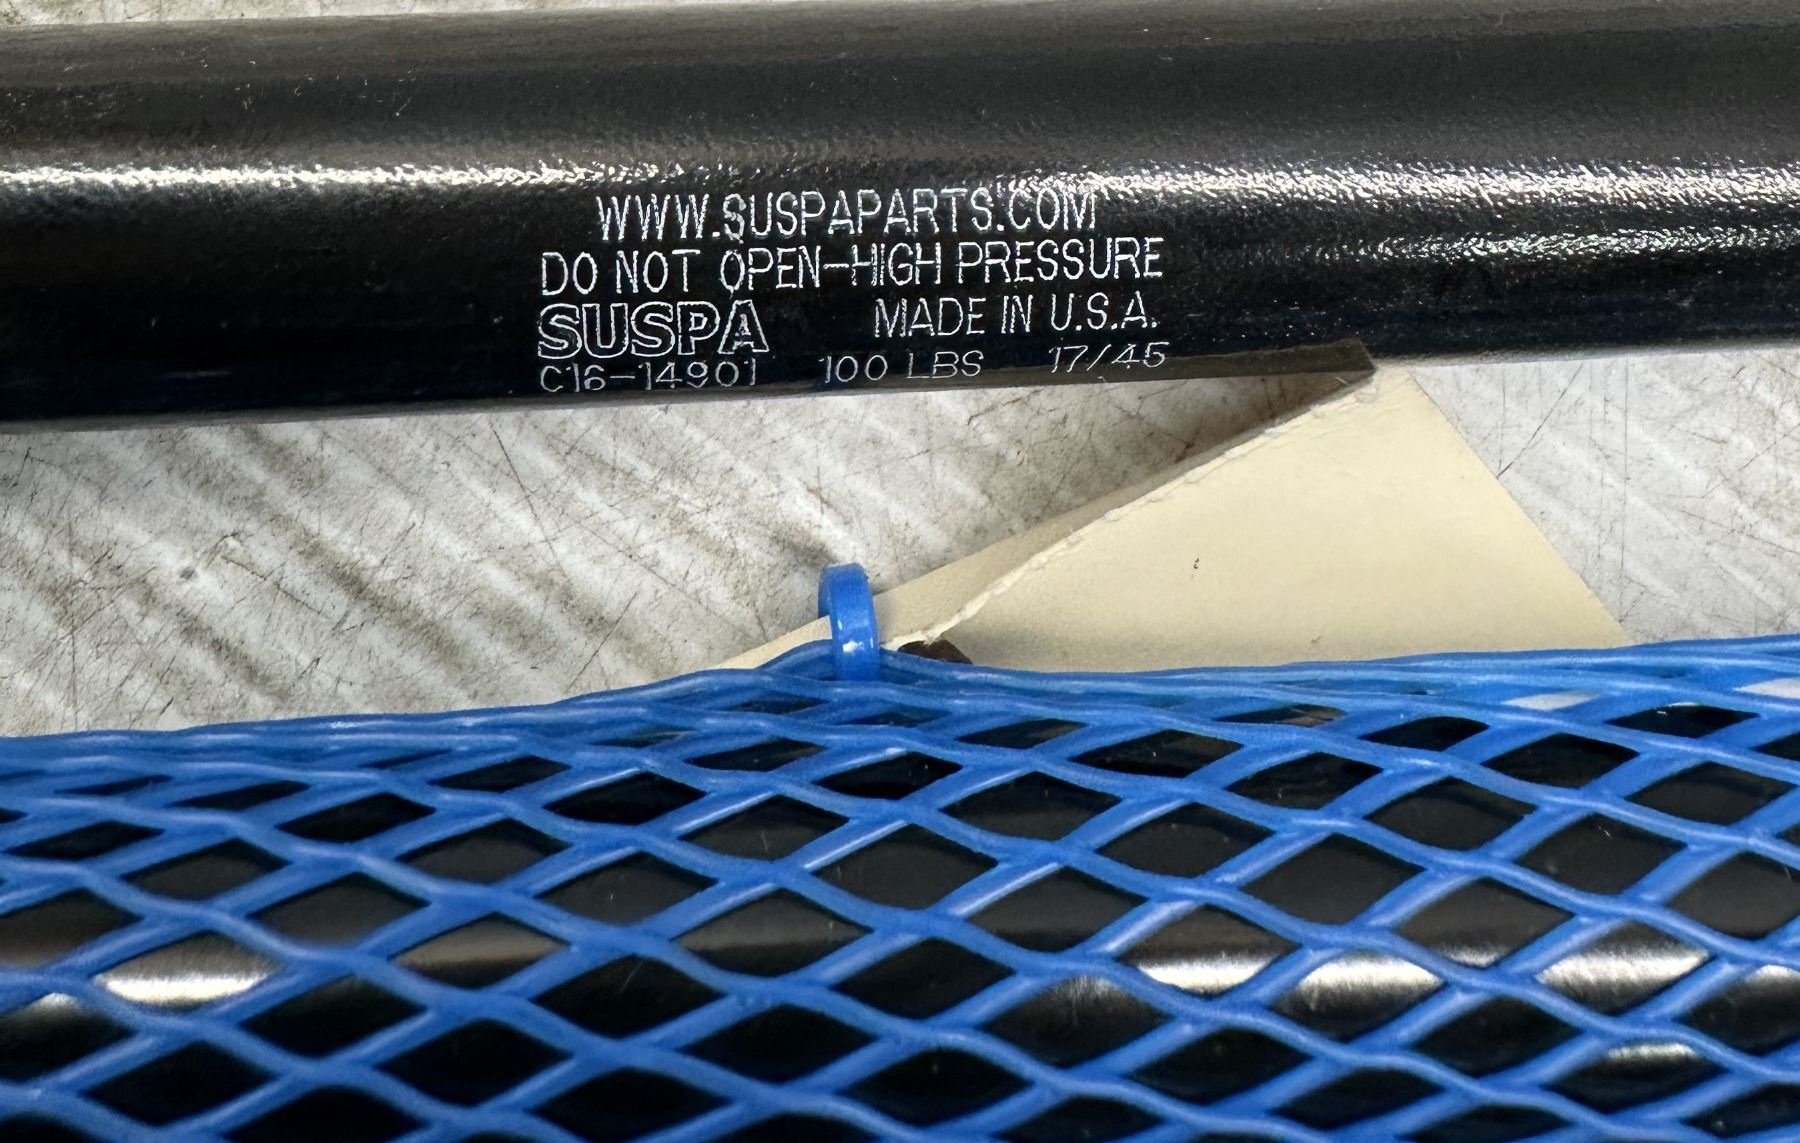 WWW.SUSPAPARTS.COM
DO NOT OPEN-HIGH PRESSURE
SUSPA MADE IN U.S.A.
C16-14901 100 LBS 17/45